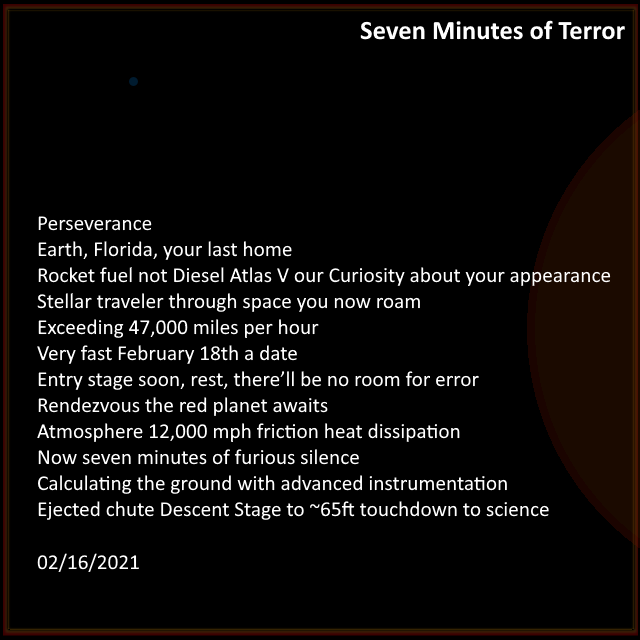 Seven Minutes of Terror
Perseverance
Earth, Florida, your last home
Rocket fuel not Diesel Atlas V our Curiosity about your appearance
Stellar traveler through space you now roam
Exceeding 47,000 miles per hour
Very fast February 18th a date
Entry stage soon, rest, there’ll be no room for error
Rendezvous the red planet awaits
Atmosphere 12,000 mph friction heat dissipation
Now seven minutes of furious silence
Calculating the ground with advanced instrumentation
Ejected chute Descent Stage to ~65ft touchdown to science
02/16/2021